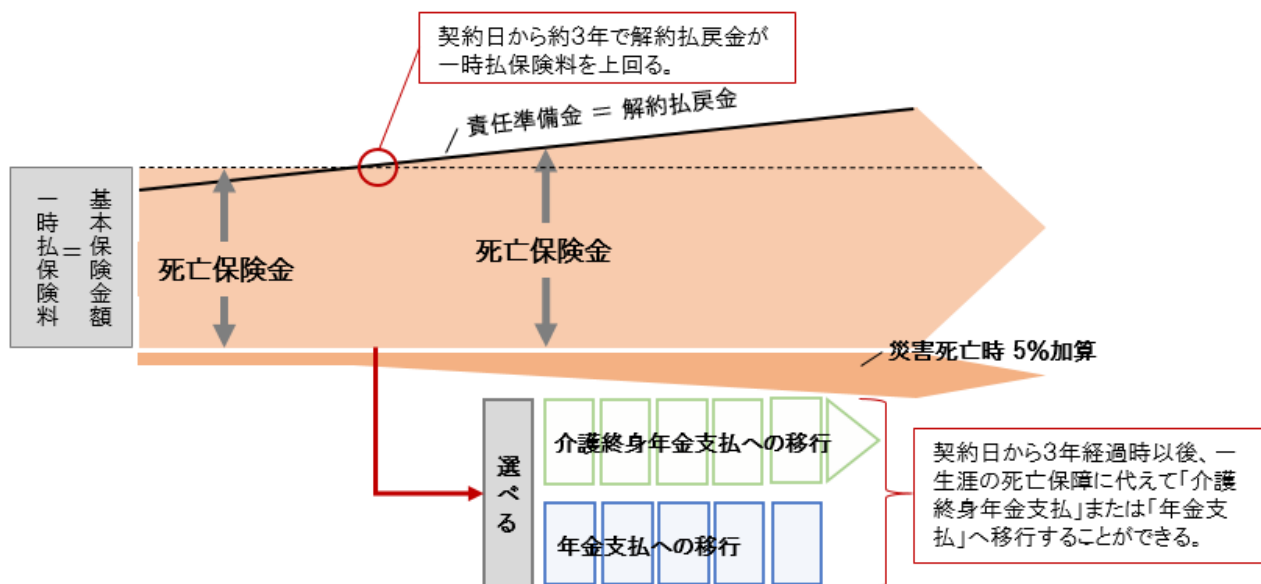 契約日から約3年で解約払戻金が
一時払保険料を上回る。
責任準備金 ＝ 解約払戻金
基本保険金額
＝
一時払保険料
死亡保険金
死亡保険金
災害死亡時 5%加算
選べる
介護終身年金支払への移行
年金支払への移行
契約日から3年経過時以後、一
生涯の死亡保障に代えて「介護
終身年金支払」または「年金支
払」へ移行することができる。